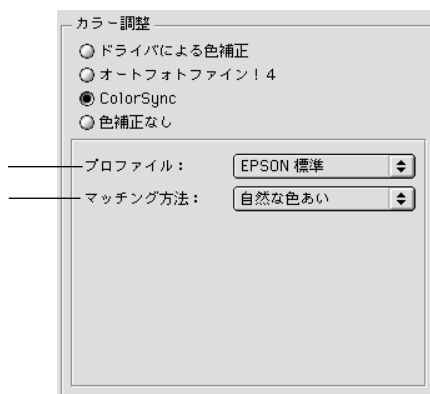 カラー調整
ドライバによる色補正
オートフォトファイン！4
ColorSync
色補正なし
プロファイル： EPSON 標準
マッチング方法： 自然な色あい